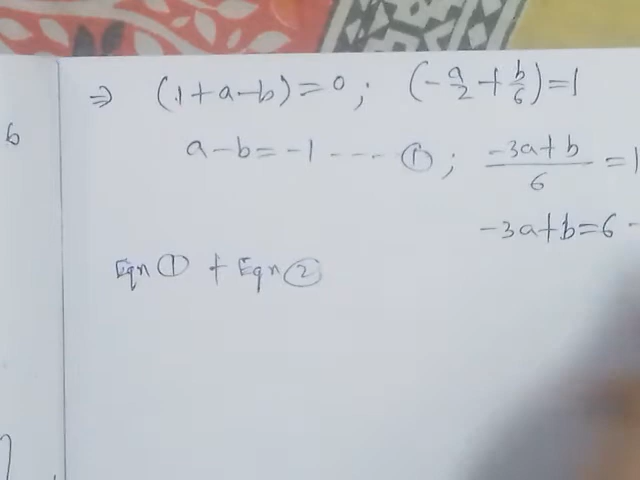 ⇒ (1+a-b)=0; (-a/2+b/6)=1
a-b=-1 ---- ①; (-3a+b)/6 =1
-3a+b=6 -
Eqn ① + Eqn ②
b